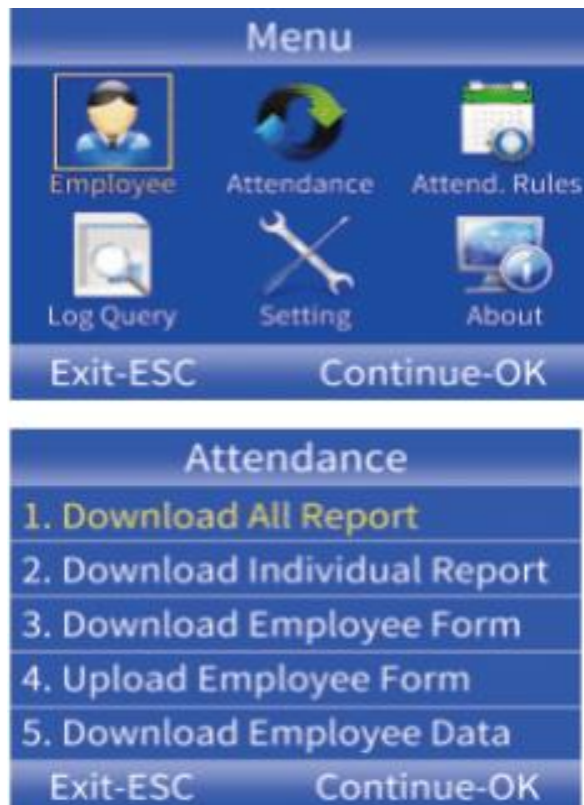 Menu
Employee Attendance Attend. Rules
Log Query Setting About
Exit-ESC Continue-OK
Attendance
1. Download All Report
2. Download Individual Report
3. Download Employee Form
4. Upload Employee Form
5. Download Employee Data
Exit-ESC Continue-OK